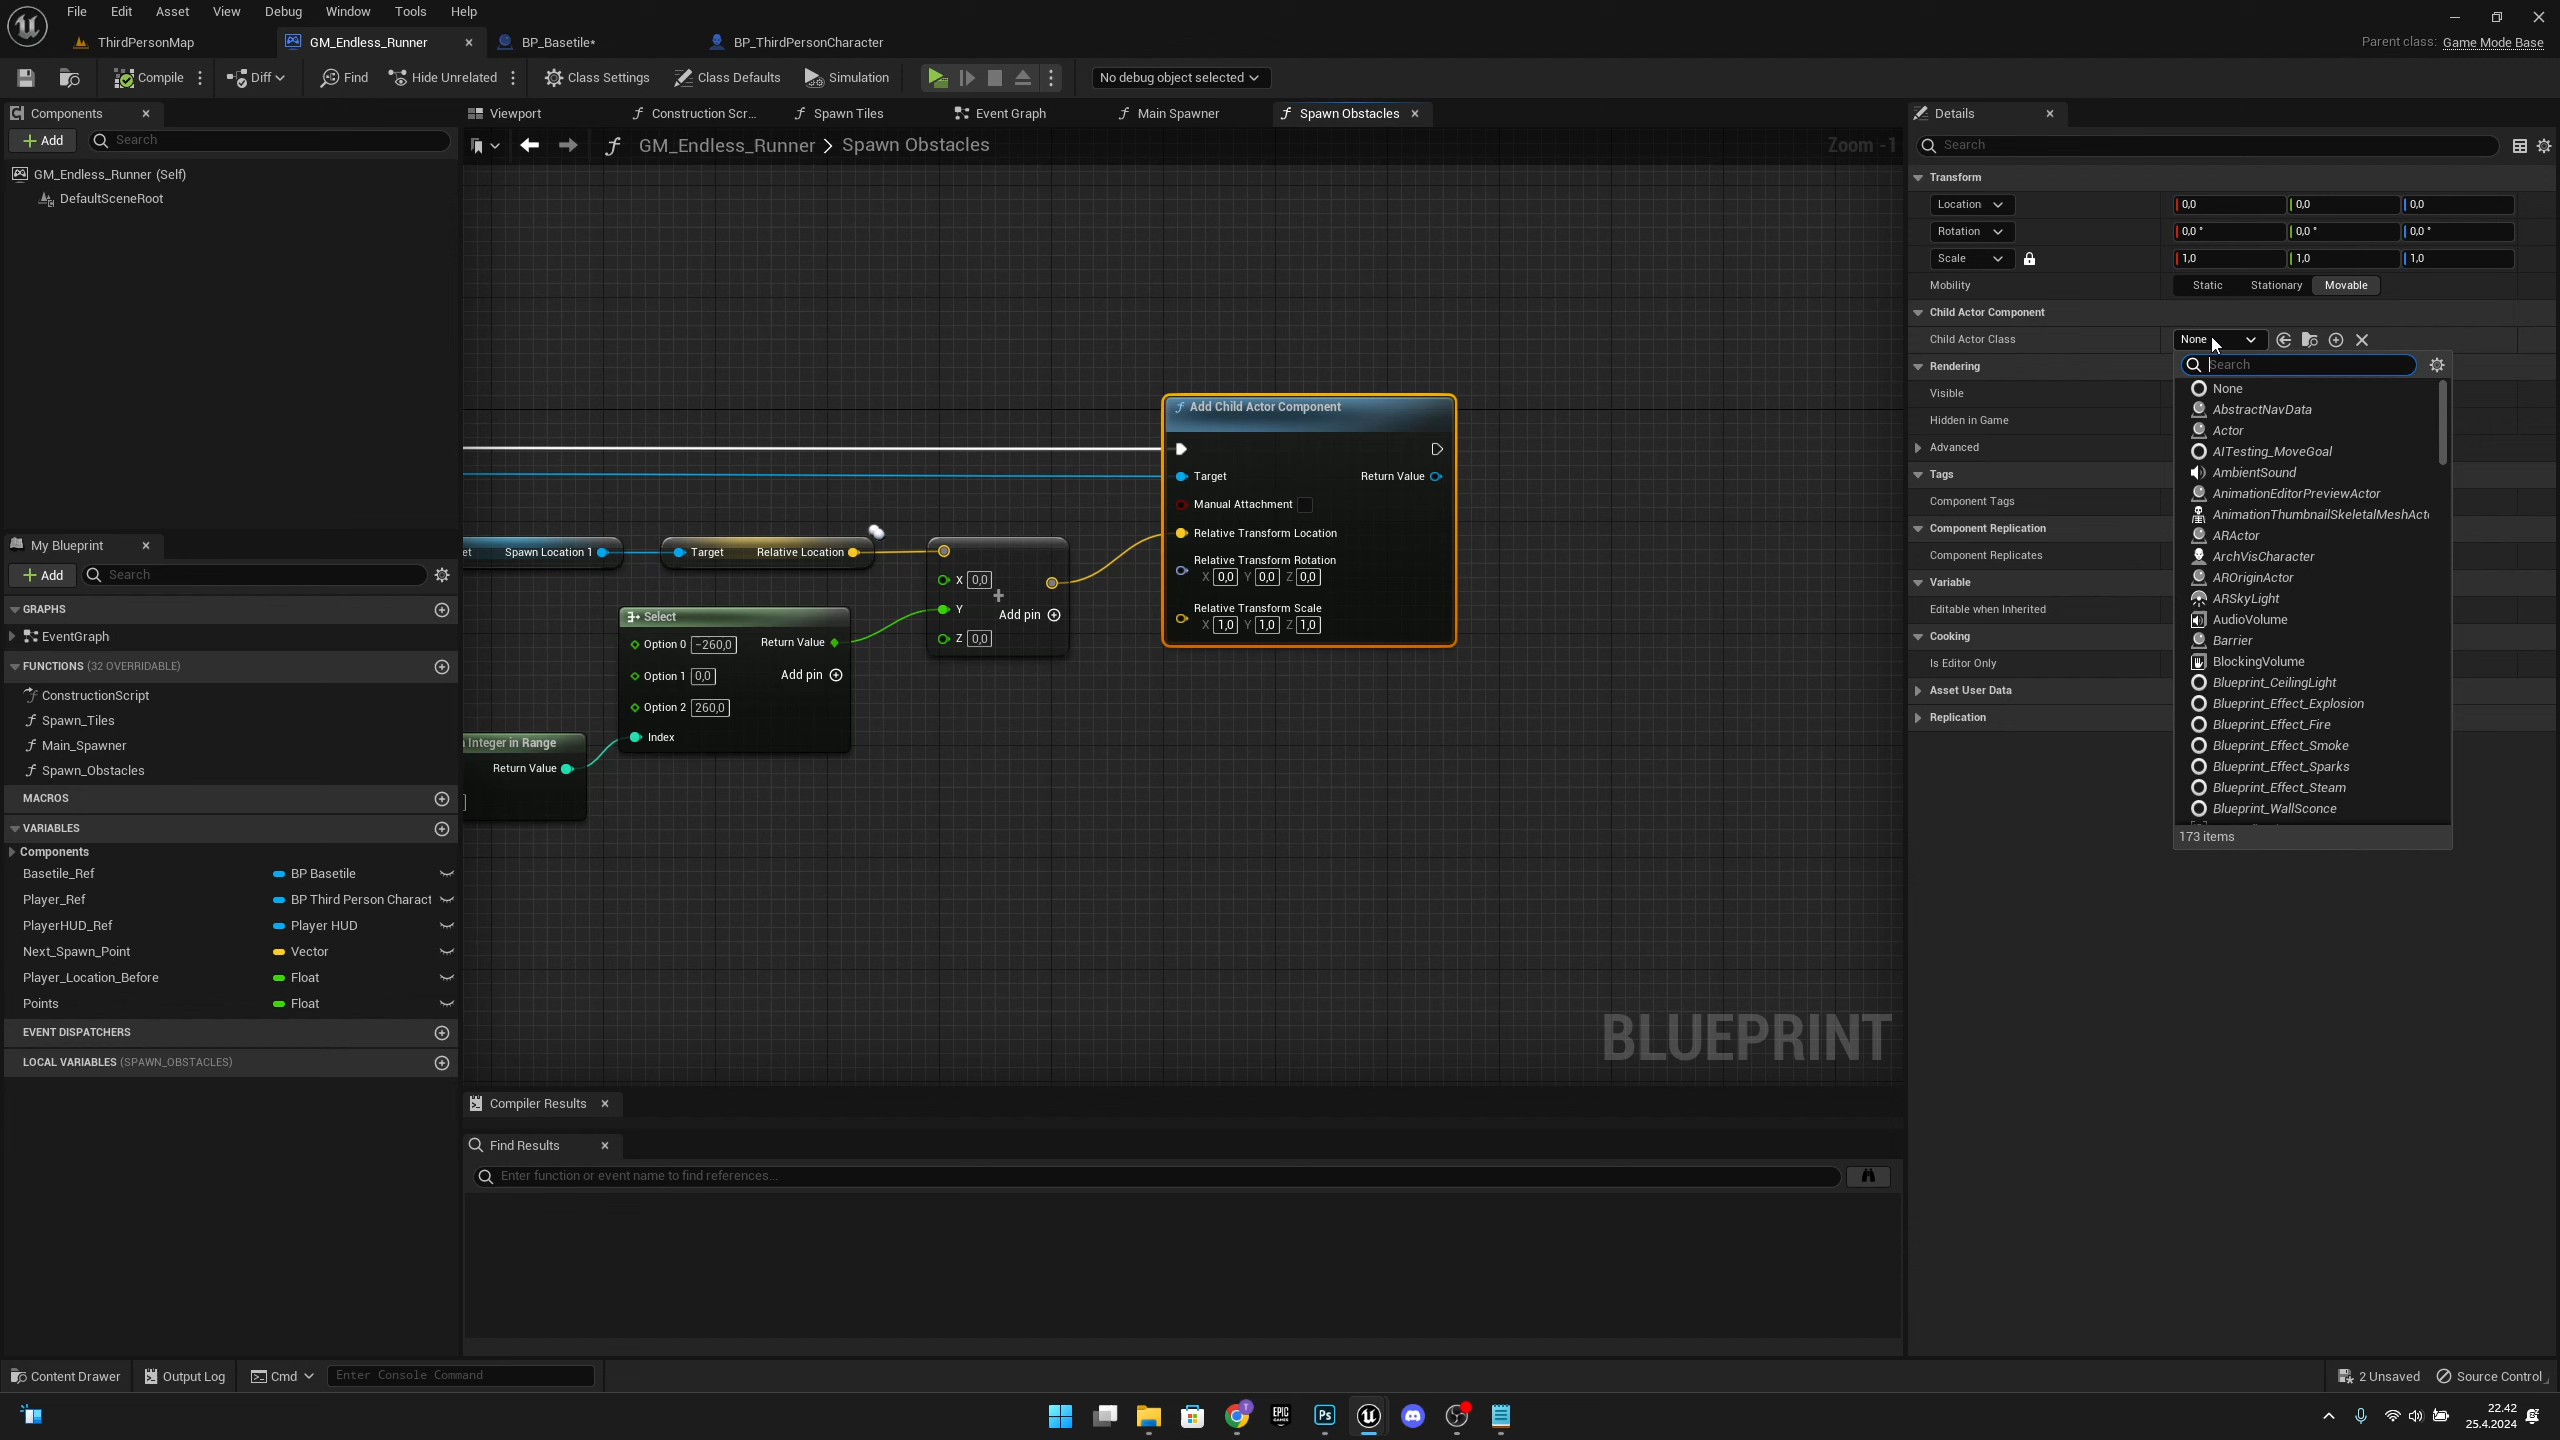 File Edit Asset View Debug Window Tools Help
ThirdPersonMap GM_Endless_Runner BP_Basetile* BP_ThirdPersonCharacter Parent class: Game Mode Base
Compile Diff Find Hide Unrelated Class Settings Class Defaults Simulation No debug object selected
Components
Add Search
GM_Endless_Runner (Self)
DefaultSceneRoot
My Blueprint
Add Search
GRAPHS
EventGraph
FUNCTIONS (32 OVERRIDABLE)
ConstructionScript
Spawn_Tiles
Main_Spawner
Spawn_Obstacles
MACROS
VARIABLES
Components
Basetile_Ref BP Basetile
Player_Ref BP Third Person Charact
PlayerHUD_Ref Player HUD
Next_Spawn_Point Vector
Player_Location_Before Float
Points Float
EVENT DISPATCHERS
LOCAL VARIABLES (SPAWN_OBSTACLES)
Viewport Construction Scr... Spawn Tiles Event Graph Main Spawner Spawn Obstacles
GM_Endless_Runner > Spawn Obstacles Zoom -1
Add Child Actor Component
Target Return Value
Manual Attachment
Relative Transform Location
Relative Transform Rotation
X 0,0 Y 0,0 Z 0,0
Relative Transform Scale
X 1,0 Y 1,0 Z 1,0
et Spawn Location 1 Target Relative Location
X 0,0
Y Add pin
Z 0,0
Select
Option 0 -260,0 Return Value
Option 1 0,0 Add pin
Option 2 260,0
Index
Integer in Range
Return Value
BLUEPRINT
Compiler Results
Find Results
Enter function or event name to find references...
Details
Search
Transform
Location 0,0 0,0 0,0
Rotation 0,0 ° 0,0 ° 0,0 °
Scale 1,0 1,0 1,0
Mobility Static Stationary Movable
Child Actor Component
Child Actor Class None
Rendering
Visible
Hidden in Game
Advanced
Tags
Component Tags
Component Replication
Component Replicates
Variable
Editable when Inherited
Cooking
Is Editor Only
Asset User Data
Replication
Search
None
AbstractNavData
Actor
AITesting_MoveGoal
AmbientSound
AnimationEditorPreviewActor
AnimationThumbnailSkeletalMeshActo
ARActor
ArchVisCharacter
AROriginActor
ARSkyLight
AudioVolume
Barrier
BlockingVolume
Blueprint_CeilingLight
Blueprint_Effect_Explosion
Blueprint_Effect_Fire
Blueprint_Effect_Smoke
Blueprint_Effect_Sparks
Blueprint_Effect_Steam
Blueprint_WallSconce
173 items
Content Drawer Output Log Cmd Enter Console Command 2 Unsaved Source Control
EPIC GAMES Ps
22.42
25.4.2024